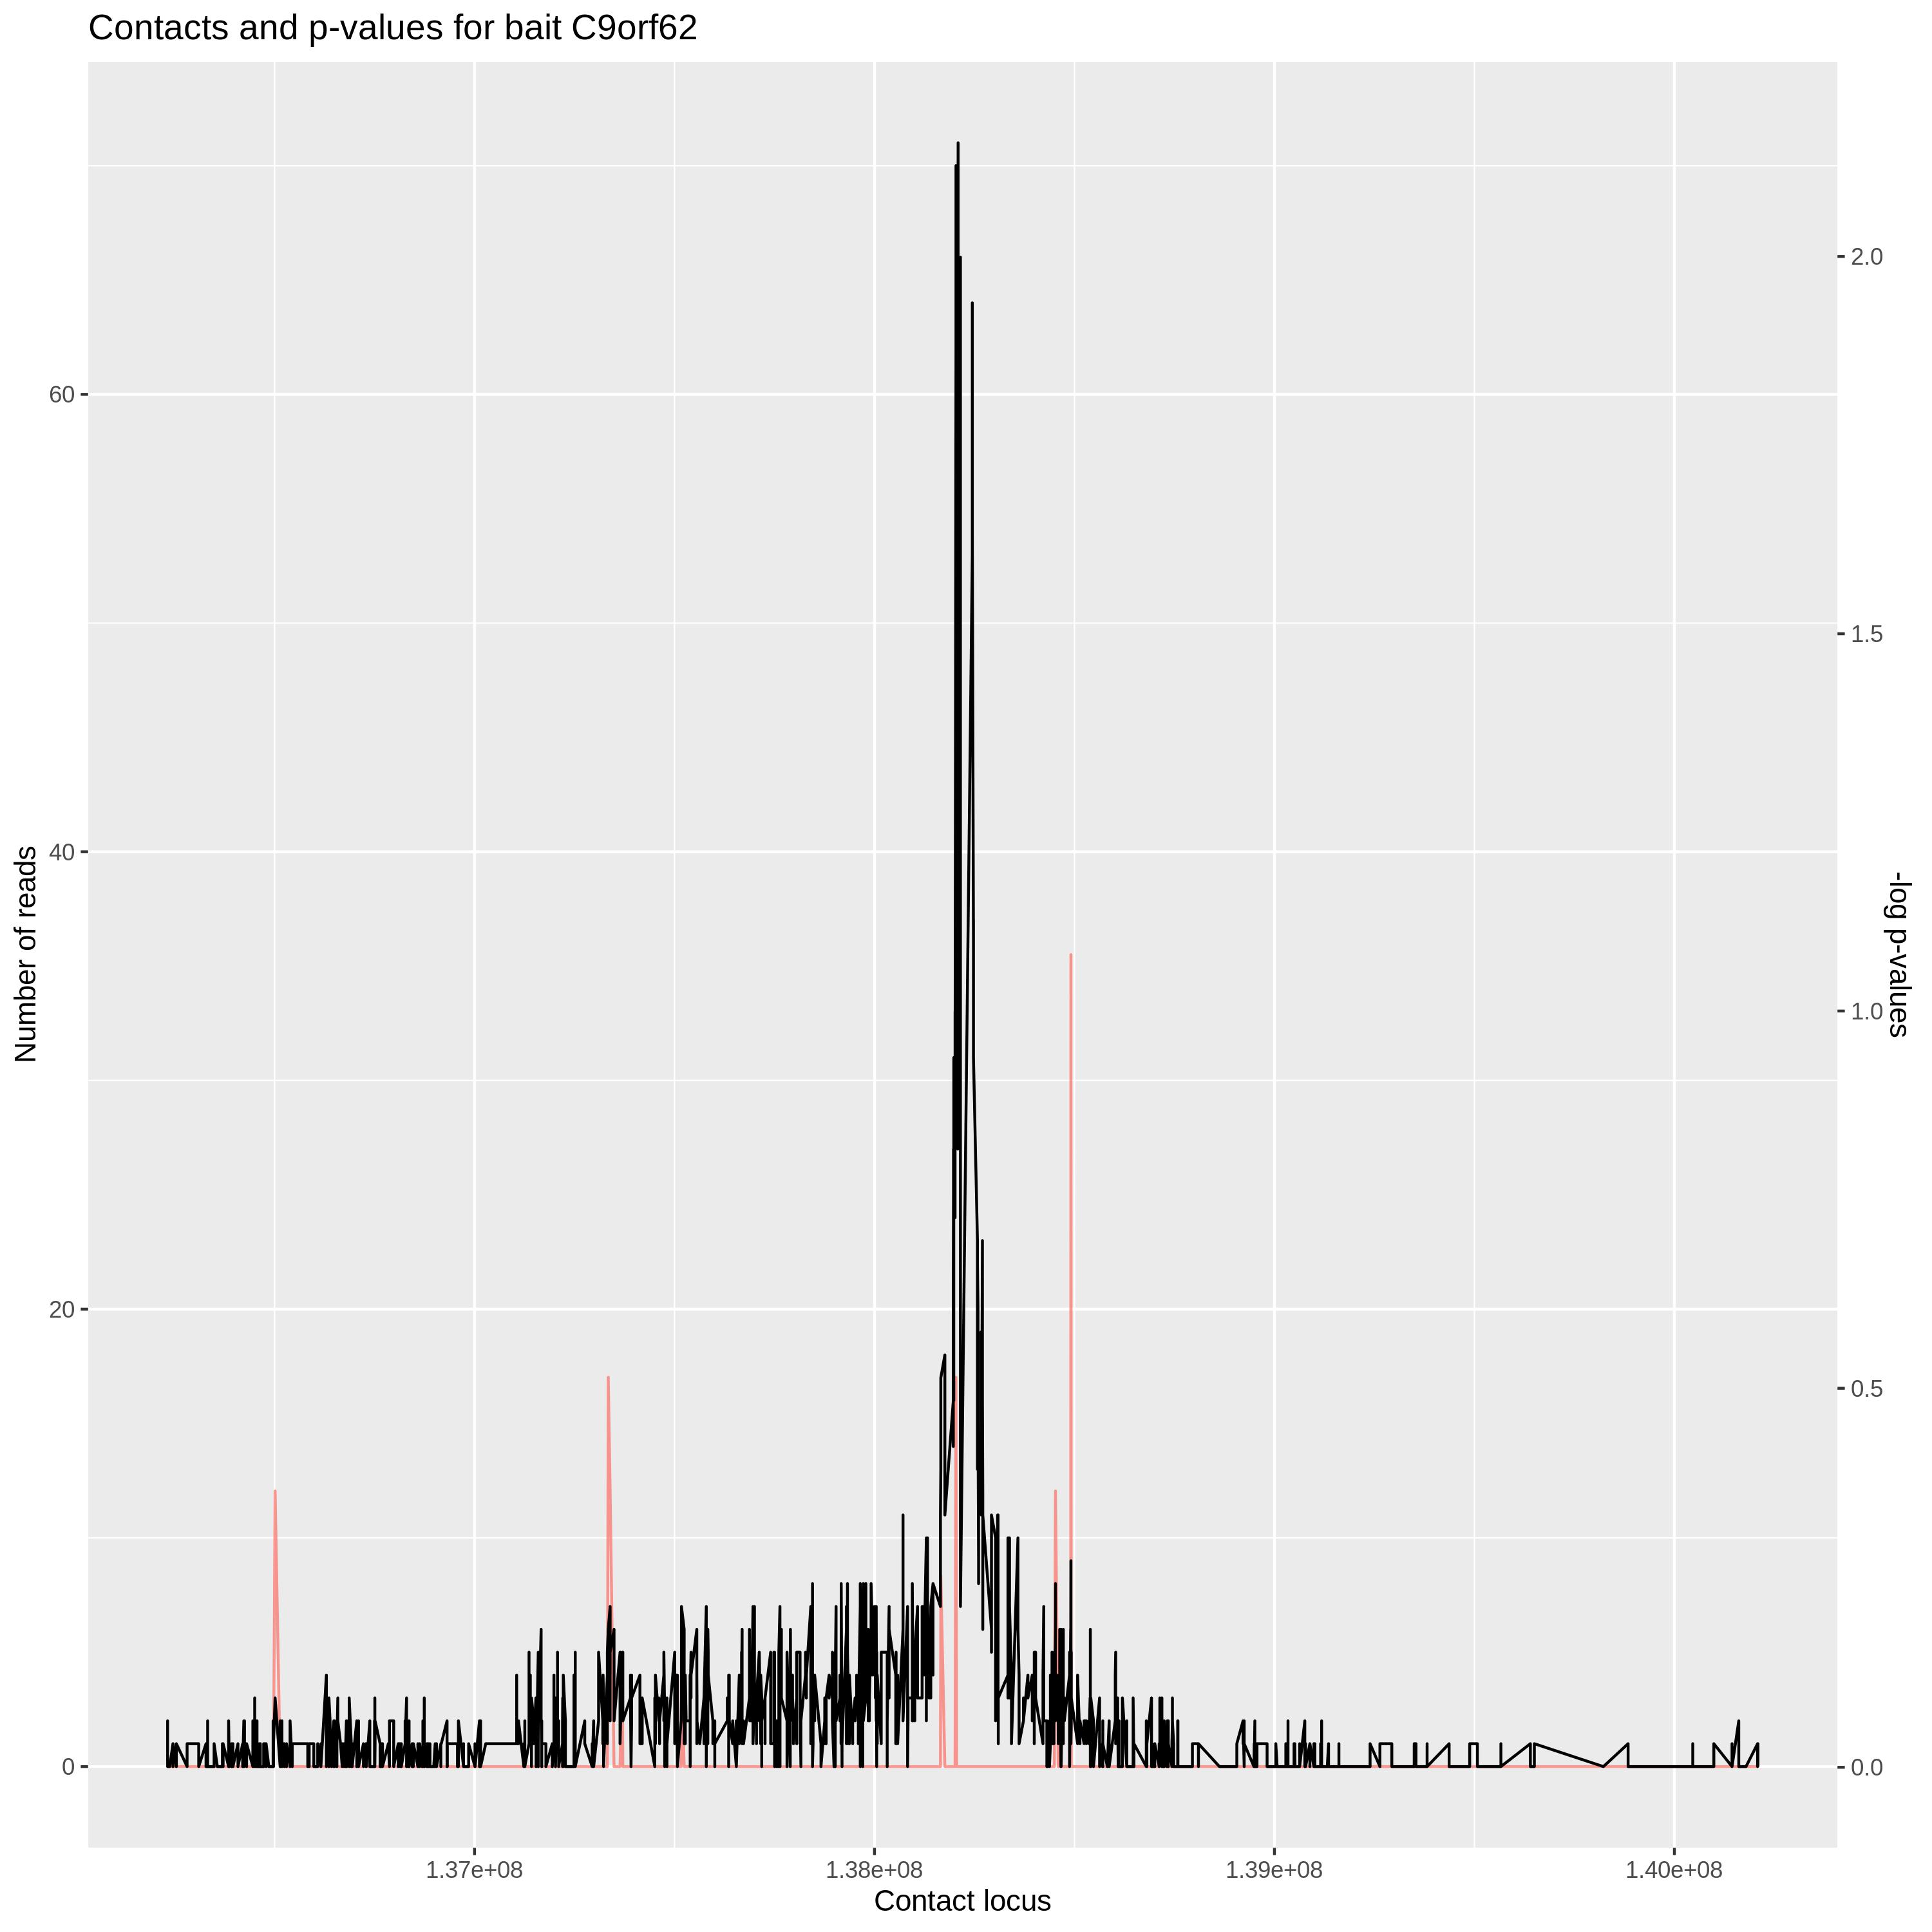 Contacts and p-values for bait C9orf62
60
40
20
0
2.0
1.5
1.0
0.5
0.0
Number of reads
-log p-values
1.37e+08
1.38e+08
1.39e+08
1.40e+08
Contact locus